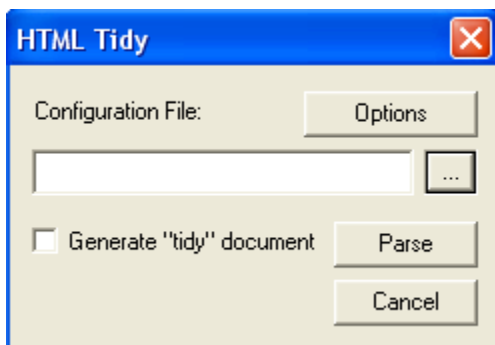 HTML Tidy
Configuration File: Options
...
Generate "tidy" document Parse
Cancel